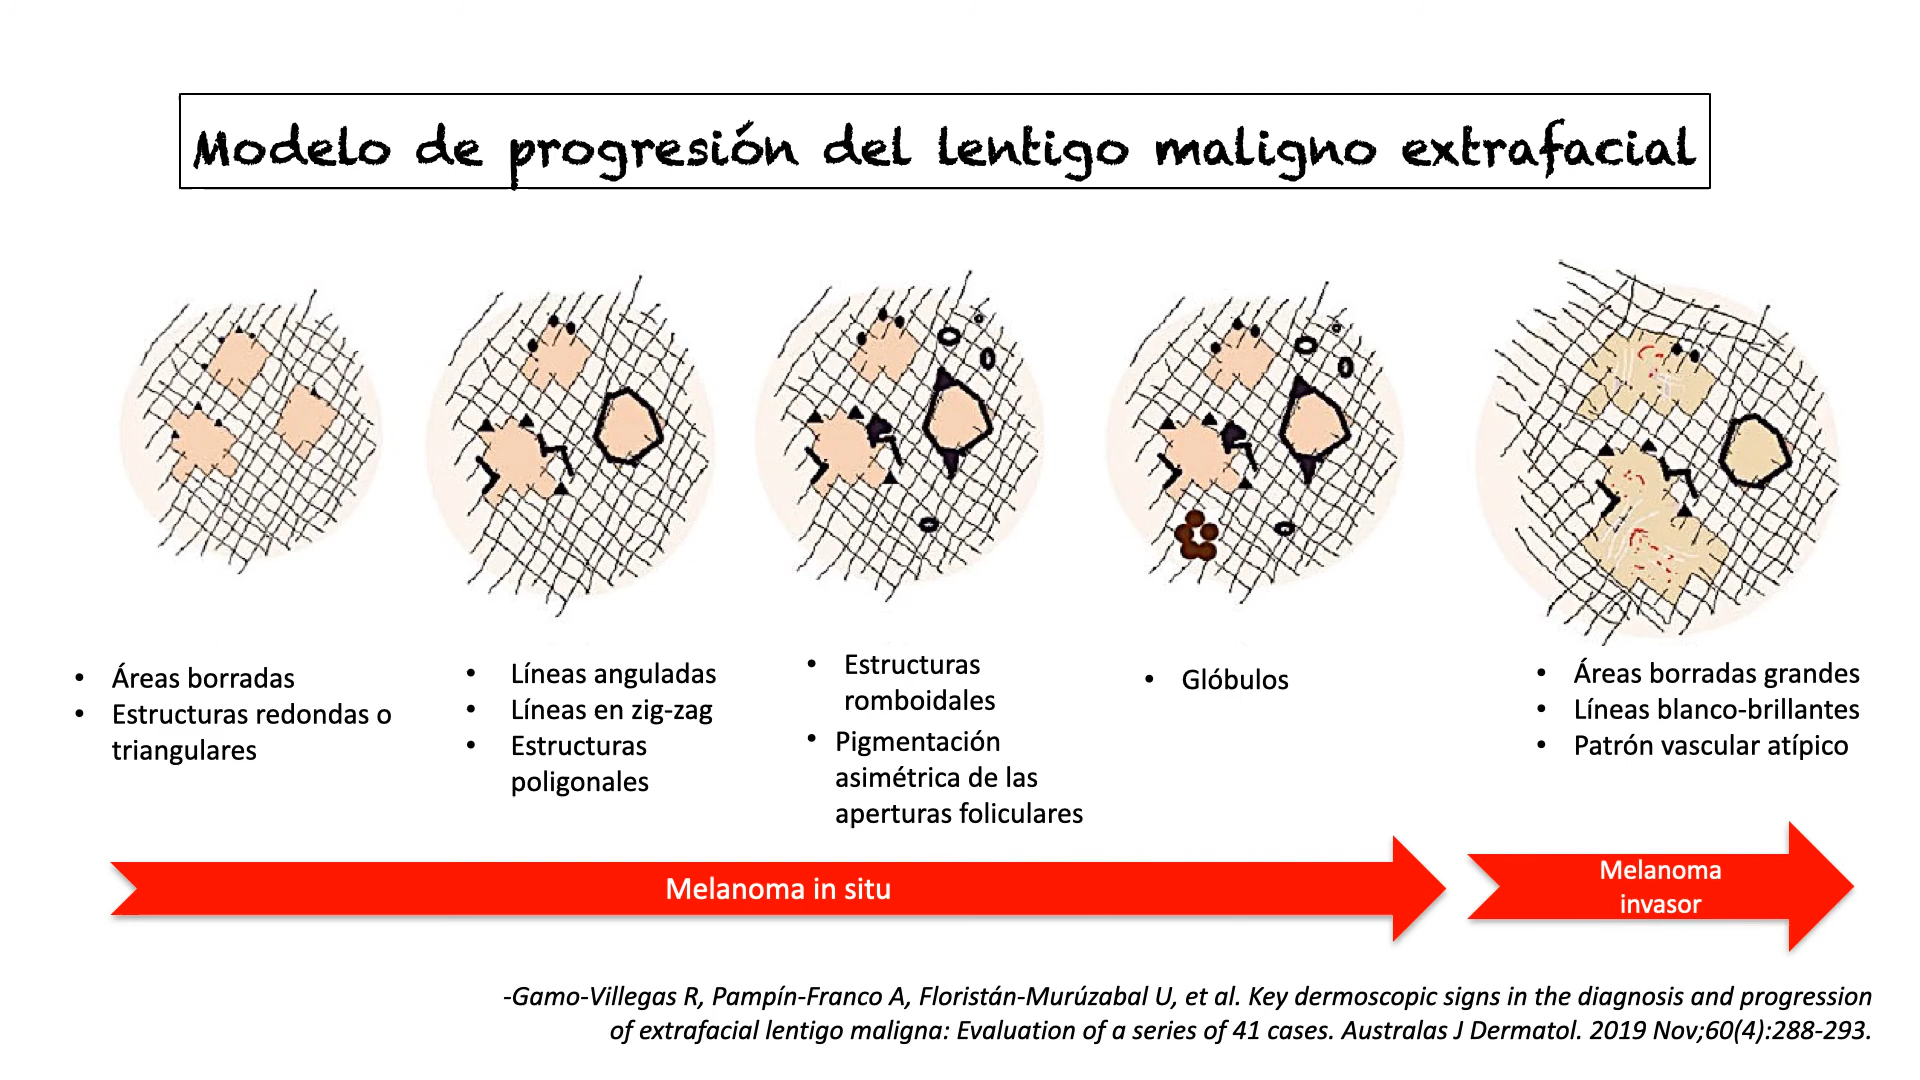 Modelo de progresión del lentigo maligno extrafacial
• Áreas borradas
• Estructuras redondas o
triangulares
• Líneas anguladas
• Líneas en zig-zag
• Estructuras
poligonales
• Estructuras
romboidales
• Pigmentación
asimétrica de las
aperturas foliculares
• Glóbulos
• Áreas borradas grandes
• Líneas blanco-brillantes
• Patrón vascular atípico
Melanoma in situ
Melanoma
invasor
-Gamo-Villegas R, Pampín-Franco A, Floristán-Murúzabal U, et al. Key dermoscopic signs in the diagnosis and progression
of extrafacial lentigo maligna: Evaluation of a series of 41 cases. Australas J Dermatol. 2019 Nov;60(4):288-293.